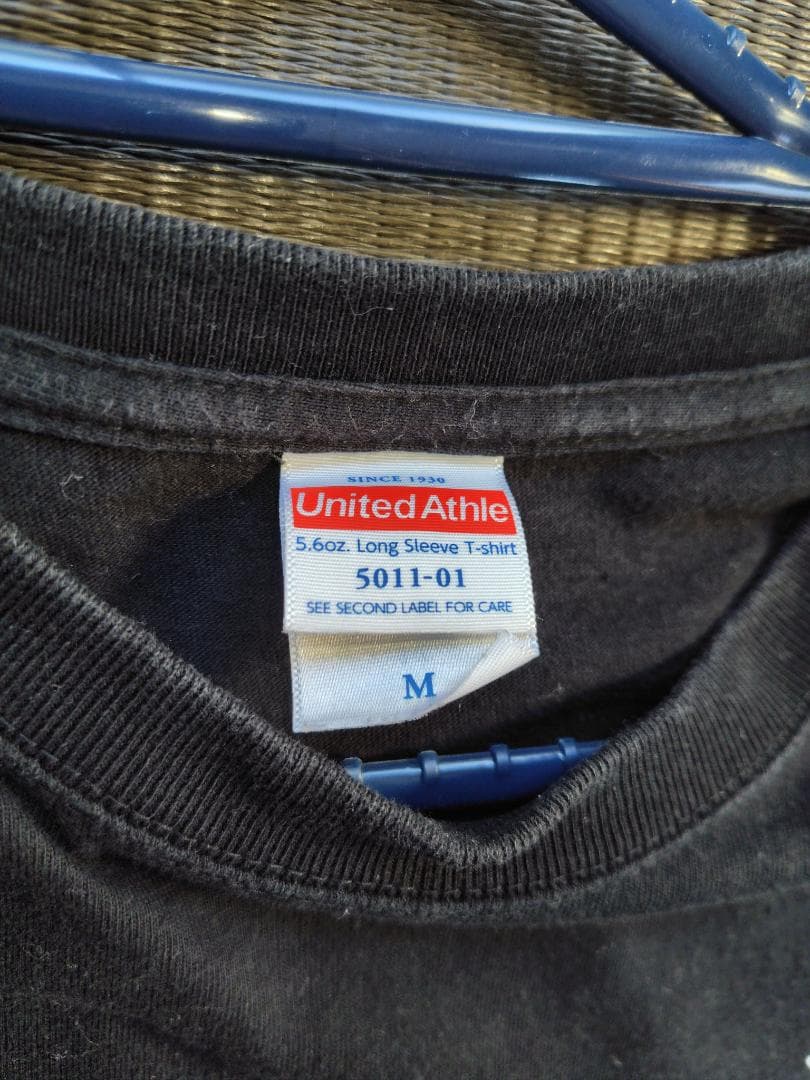 SINCE 1930
United Athle
5.6oz. Long Sleeve T-shirt
5011-01
SEE SECOND LABEL FOR CARE
M